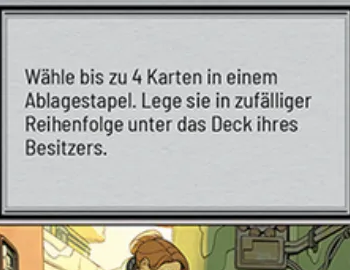 Wähle bis zu 4 Karten in einem
Ablagestapel. Lege sie in zufälliger
Reihenfolge unter das Deck ihres
Besitzers.